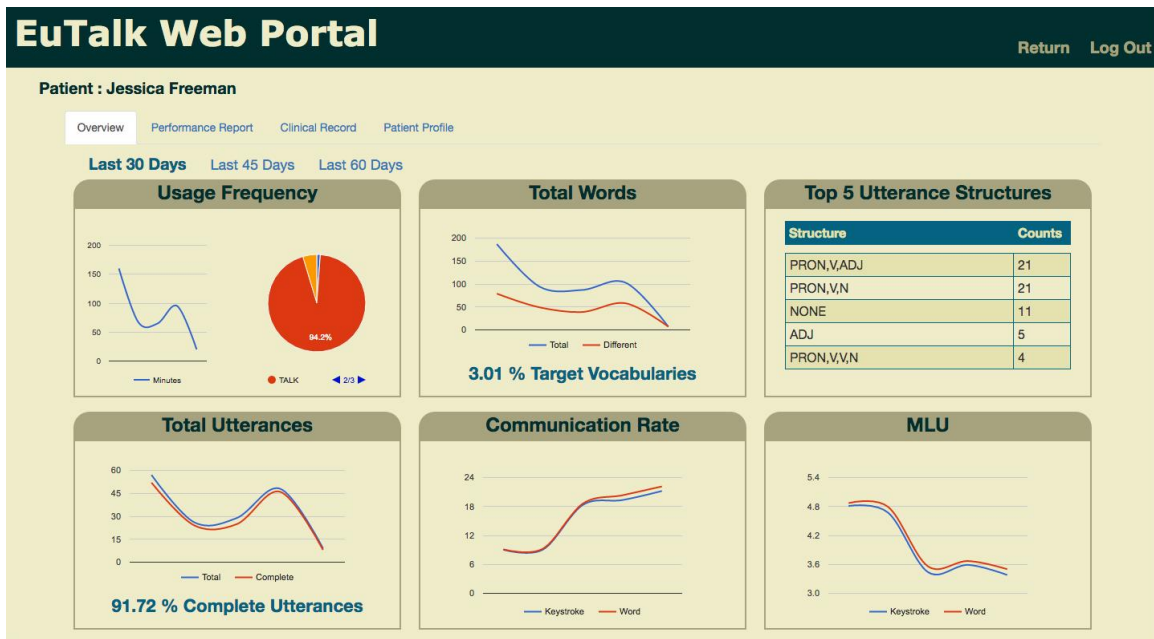 EuTalk Web Portal
Return Log Out
Patient : Jessica Freeman
Overview Performance Report Clinical Record Patient Profile
Last 30 Days Last 45 Days Last 60 Days
Usage Frequency
200
150
100
50
0
Minutes
94.2%
TALK
2/3
Total Words
200
150
100
50
0
Total Different
3.01 % Target Vocabularies
Top 5 Utterance Structures
Structure Counts
PRON,V,ADJ 21
PRON,V,N 21
NONE 11
ADJ 5
PRON,V,V,N 4
Total Utterances
60
45
30
15
0
Total Complete
91.72 % Complete Utterances
Communication Rate
24
18
12
6
0
Keystroke Word
MLU
5.4
4.8
4.2
3.6
3.0
Keystroke Word